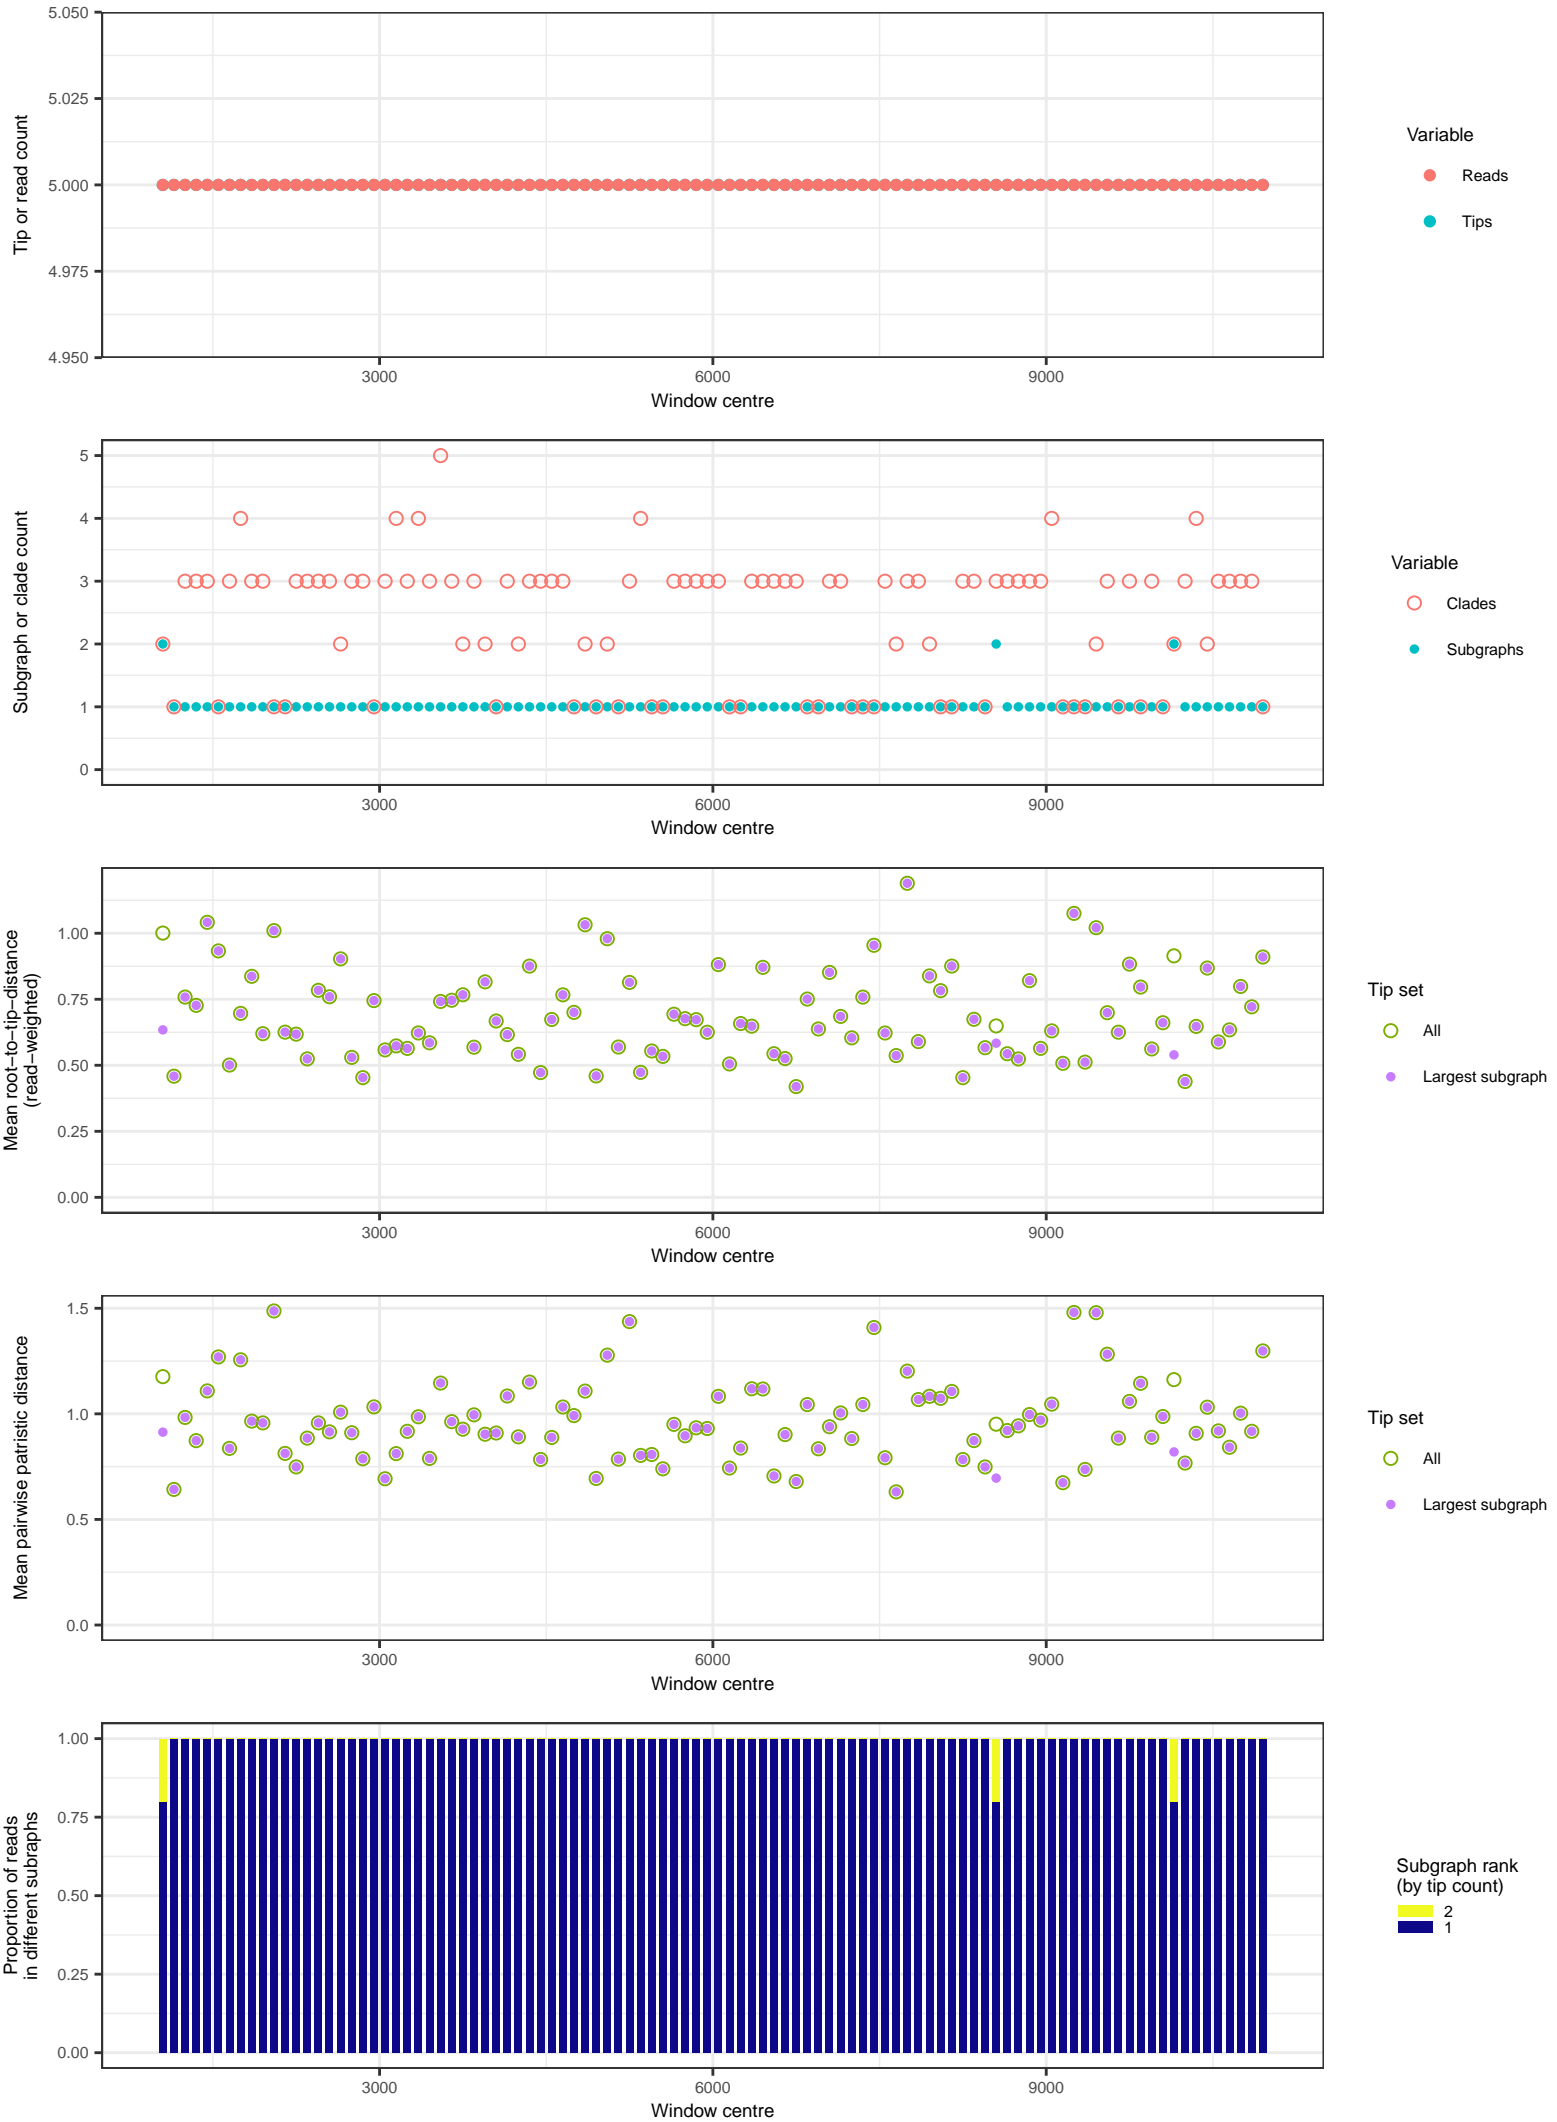 5.050
5.025
5.000
4.975
4.950
Tip or read count
3000
6000
9000
Window centre
Variable
Reads
Tips
5
4
3
2
1
0
Subgraph or clade count
3000
6000
9000
Window centre
Variable
Clades
Subgraphs
1.00
0.75
0.50
0.25
0.00
Mean root−to−tip−distance
(read−weighted)
3000
6000
9000
Window centre
Tip set
All
Largest subgraph
1.5
1.0
0.5
0.0
Mean pairwise patristic distance
3000
6000
9000
Window centre
Tip set
All
Largest subgraph
1.00
0.75
0.50
0.25
0.00
Proportion of reads
in different subraphs
3000
6000
9000
Window centre
Subgraph rank
(by tip count)
2
1